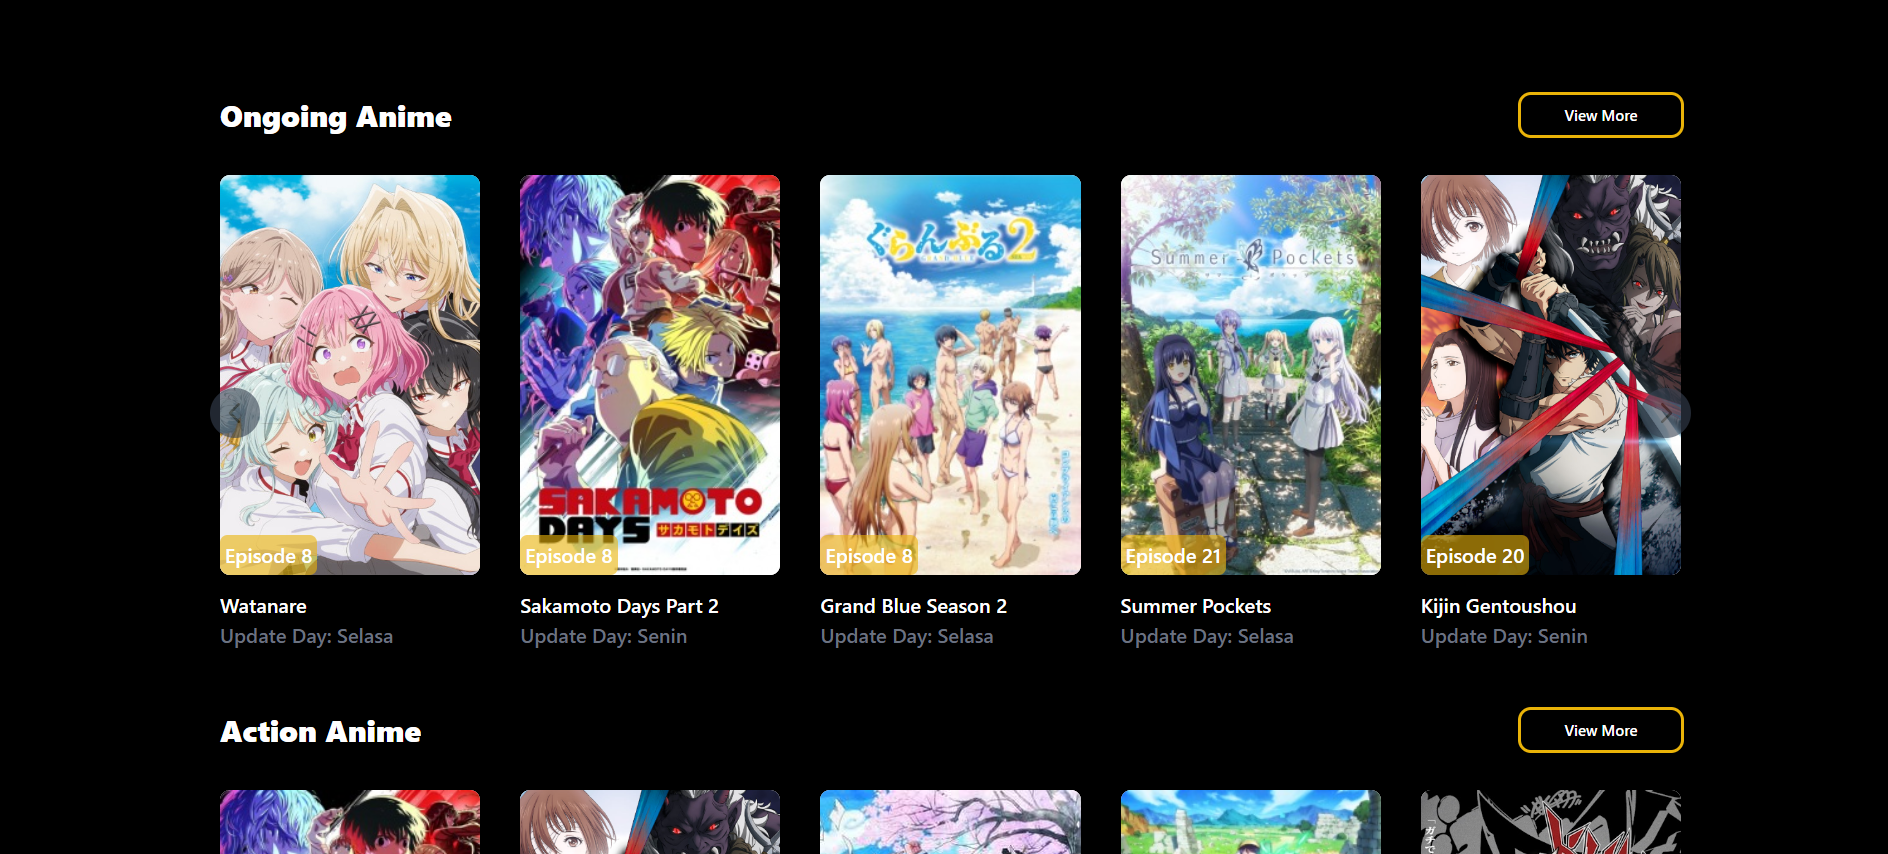 Ongoing Anime
View More
ぐらんぶる2
Summer Pockets
SAKAMOTO
DAYS サカモトデイズ
Episode 8
Episode 8
Episode 8
Episode 21
Episode 20
Watanare
Sakamoto Days Part 2
Grand Blue Season 2
Summer Pockets
Kijin Gentoushou
Update Day: Selasa
Update Day: Senin
Update Day: Selasa
Update Day: Selasa
Update Day: Senin
Action Anime
View More